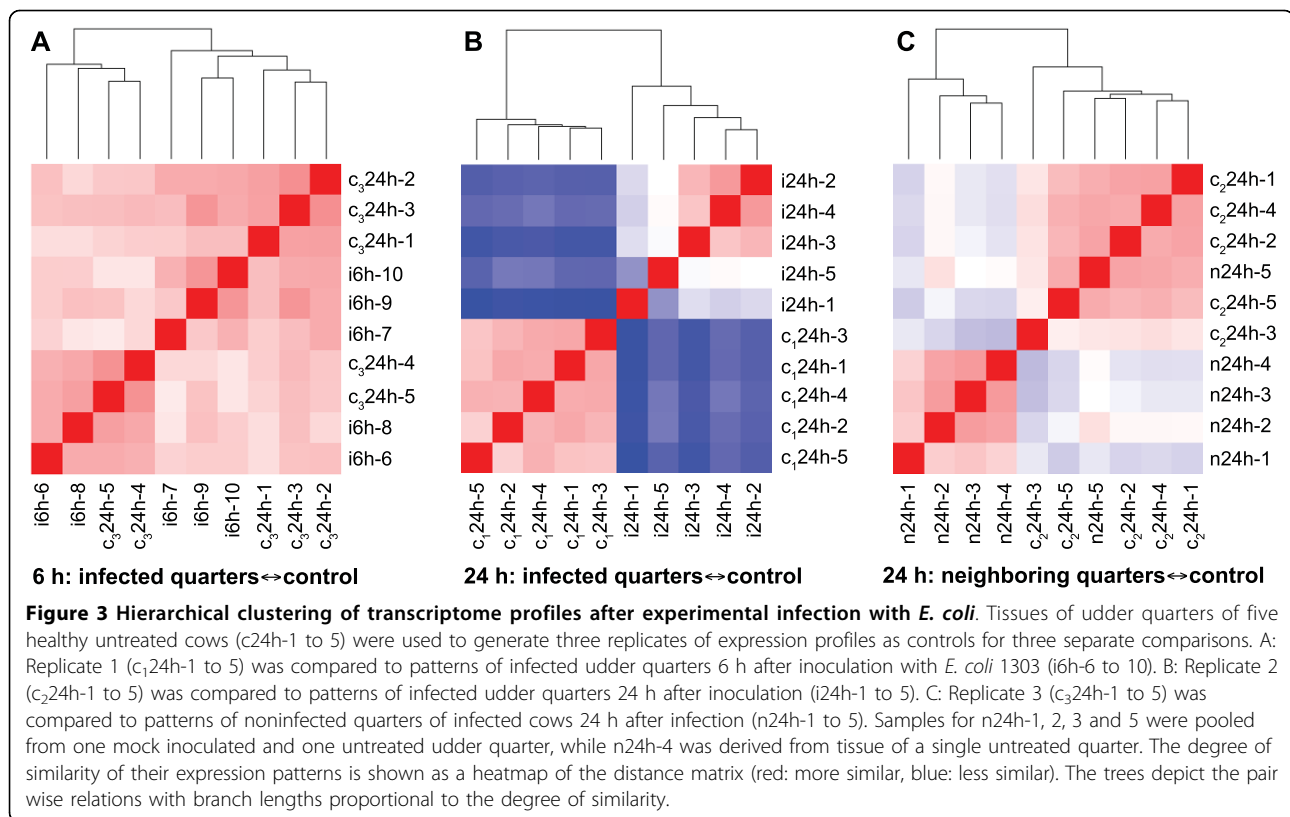 A
B
C
c₃24h-2
c₃24h-3
c₃24h-1
i6h-10
i6h-9
i6h-7
c₃24h-4
c₃24h-5
i6h-8
i6h-6
i6h-6
i6h-8
c₃24h-5
c₃24h-4
i6h-7
i6h-9
i6h-10
c₃24h-1
c₃24h-3
c₃24h-2
6 h: infected quarters↔control
i24h-2
i24h-4
i24h-3
i24h-5
i24h-1
c₁24h-3
c₁24h-1
c₁24h-4
c₁24h-2
c₁24h-5
c₁24h-5
c₁24h-2
c₁24h-4
c₁24h-1
c₁24h-3
i24h-1
i24h-5
i24h-3
i24h-4
i24h-2
24 h: infected quarters↔control
c₂24h-1
c₂24h-4
c₂24h-2
n24h-5
c₂24h-5
c₂24h-3
n24h-4
n24h-3
n24h-2
n24h-1
n24h-1
n24h-2
n24h-3
n24h-4
c₂24h-3
c₂24h-5
n24h-5
c₂24h-2
c₂24h-4
c₂24h-1
24 h: neighboring quarters↔control
Figure 3 Hierarchical clustering of transcriptome profiles after experimental infection with E. coli. Tissues of udder quarters of five
healthy untreated cows (c24h-1 to 5) were used to generate three replicates of expression profiles as controls for three separate comparisons. A:
Replicate 1 (c₁24h-1 to 5) was compared to patterns of infected udder quarters 6 h after inoculation with E. coli 1303 (i6h-6 to 10). B: Replicate 2
(c₂24h-1 to 5) was compared to patterns of infected udder quarters 24 h after inoculation (i24h-1 to 5). C: Replicate 3 (c₃24h-1 to 5) was
compared to patterns of noninfected quarters of infected cows 24 h after infection (n24h-1 to 5). Samples for n24h-1, 2, 3 and 5 were pooled
from one mock inoculated and one untreated udder quarter, while n24h-4 was derived from tissue of a single untreated quarter. The degree of
similarity of their expression patterns is shown as a heatmap of the distance matrix (red: more similar, blue: less similar). The trees depict the pair
wise relations with branch lengths proportional to the degree of similarity.